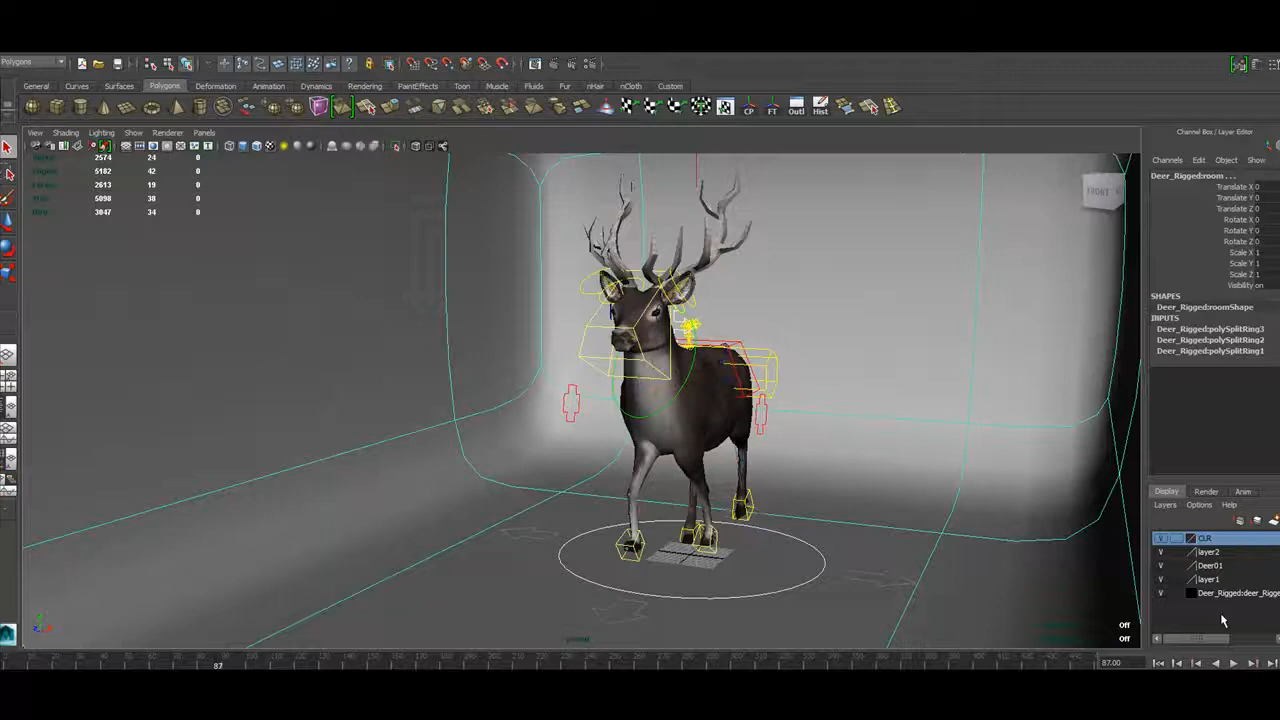 Polygons
General Curves Surfaces Polygons Deformation Animation Dynamics Rendering PaintEffects Toon Muscle Fluids Fur nHair nCloth Custom
CP FT Outl Hist
View Shading Lighting Show Renderer Panels
2574 24 0
5182 42 0
2613 19 0
5098 38 0
3847 34 0
FRONT
persp
Off
Off
Channel Box / Layer Editor
Channels Edit Object Show
Deer_Rigged:room . . .
Translate X 0
Translate Y 0
Translate Z 0
Rotate X 0
Rotate Y 0
Rotate Z 0
Scale X 1
Scale Y 1
Scale Z 1
Visibility on
SHAPES
Deer_Rigged:roomShape
INPUTS
Deer_Rigged:polySplitRing3
Deer_Rigged:polySplitRing2
Deer_Rigged:polySplitRing1
Display Render Anim
Layers Options Help
V CLR
V layer2
V Deer01
V layer1
V Deer_Rigged:deer_Rigge
87
87.00